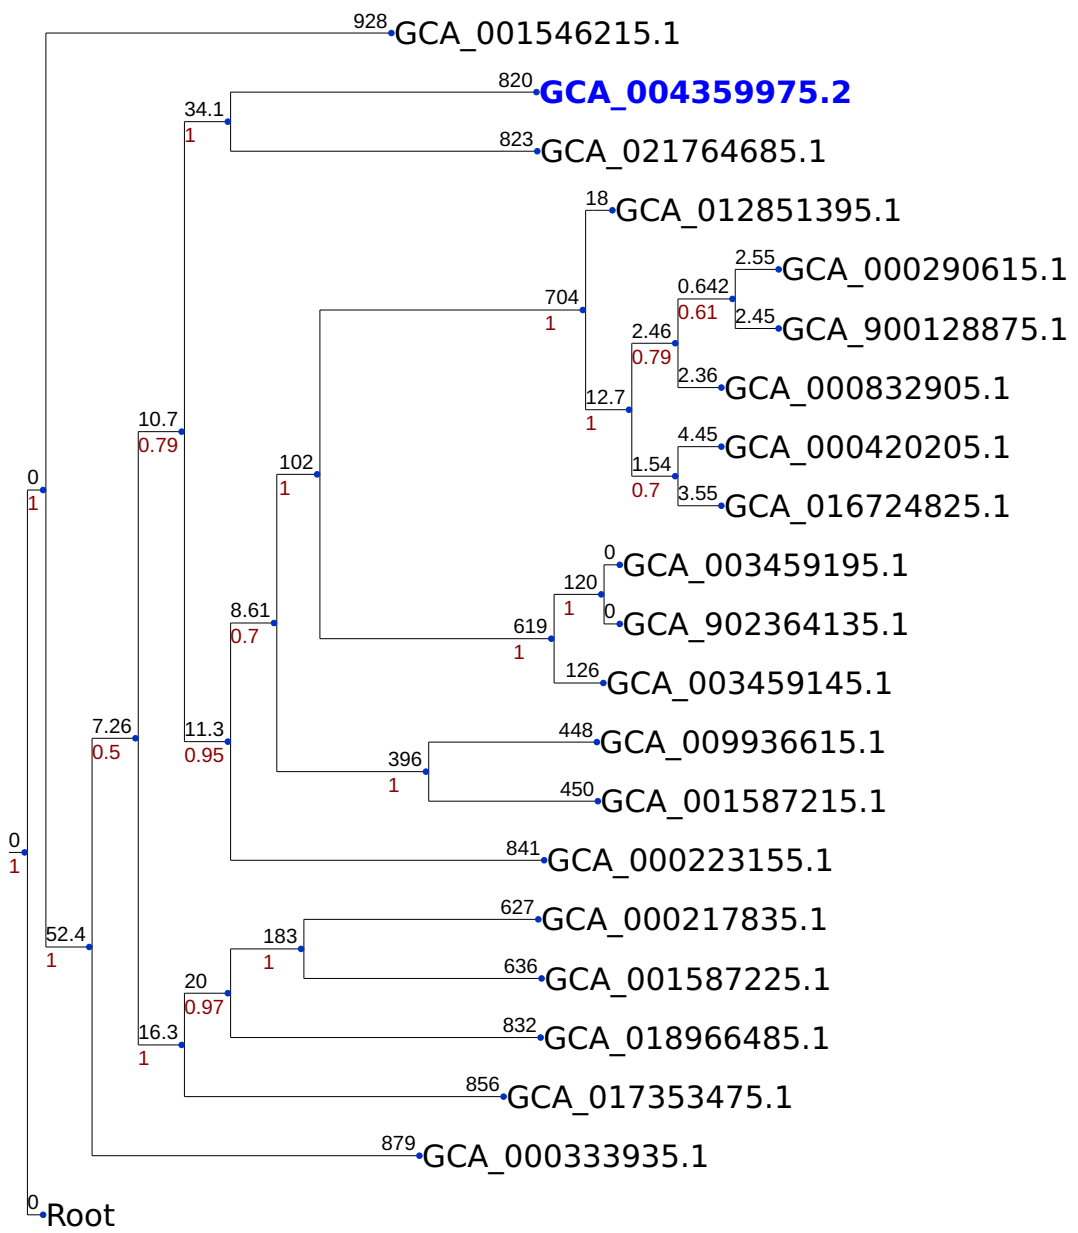 928 GCA_001546215.1
820 GCA_004359975.2
34.1
1
823 GCA_021764685.1
18 GCA_012851395.1
2.55 GCA_000290615.1
0.642
704
0.61
1
2.45 GCA_900128875.1
2.46
0.79
2.36 GCA_000832905.1
12.7
1
10.7
0.79
4.45 GCA_000420205.1
1.54
0.7
102
1
0
1
3.55 GCA_016724825.1
0 GCA_003459195.1
120
1
8.61
0.7
0 GCA_902364135.1
619
1
126 GCA_003459145.1
7.26
0.5
11.3
0.95
448 GCA_009936615.1
396
1
450 GCA_001587215.1
0
1
841 GCA_000223155.1
627 GCA_000217835.1
52.4
1
183
1
636 GCA_001587225.1
20
0.97
16.3
1
832 GCA_018966485.1
856 GCA_017353475.1
879 GCA_000333935.1
0 Root